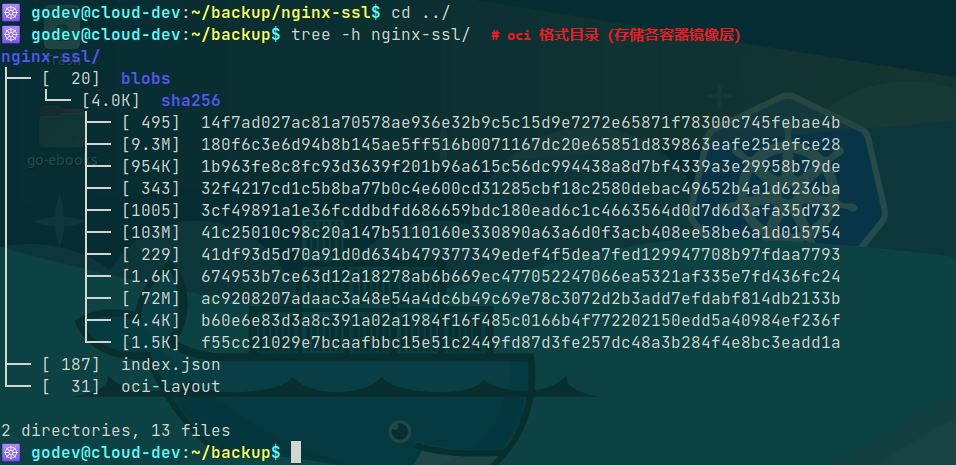 godev@cloud-dev:~/backup/nginx-ssl$ cd ../
godev@cloud-dev:~/backup$ tree -h nginx-ssl/  # oci 格式目录 (存储各容器镜像层)
nginx-ssl/
├── [  20]  blobs
│   └── [4.0K]  sha256
│       ├── [ 495]  14f7ad027ac81a70578ae936e32b9c5c15d9e7272e65871f78300c745febae4b
│       ├── [9.3M]  180f6c3e6d94b8b145ae5ff516b0071167dc20e65851d839863eafe251efce28
│       ├── [954K]  1b963fe8c8fc93d3639f201b96a615c56dc994438a8d7bf4339a3e29958b97de
│       ├── [ 343]  32f4217cd1c5b8ba77b0c4e600cd31285cbf18c2580debac49652b4a1d6236ba
│       ├── [1005]  3cf49891a1e36fcddbdfd686659bdc180ead6c1c4663564d0d7d6d3afa35d732
│       ├── [103M]  41c25010c98c20a147b5110160e330890a63a6d0f3acb408ee58be6a1d015754
│       ├── [ 229]  41df93d5d70a91d0d634b479377349edef4f5dea7fed129947708b97fdaa7793
│       ├── [1.6K]  674953b7ce63d12a18278ab6b669ec477052247066ea5321af335e7fd436fc24
│       ├── [ 72M]  ac9208207adaac3a48e54a4dc6b49c69e78c3072d2b3add7efdabf814db2133b
│       ├── [4.4K]  b60e6e83d3a8c391a02a1984f16f485c0166b4f772202150edd5a40984ef236f
│       └── [1.5K]  f55cc21029e7bcaafbbc15e51c2449fd87d3fe257dc48a3b284f4e8bc3eadd1a
├── [ 187]  index.json
└── [  31]  oci-layout
2 directories, 13 files
godev@cloud-dev:~/backup$
go-ebooks